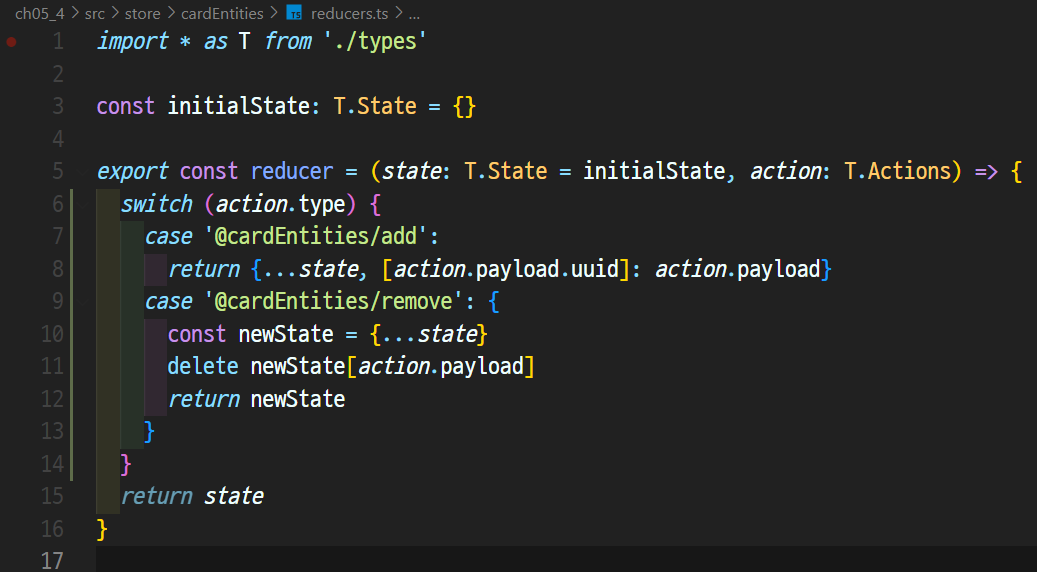 ch05_4 > src > store > cardEntities > TS reducers.ts > ...
1 import * as T from './types'
2
3 const initialState: T.State = {}
4
5 export const reducer = (state: T.State = initialState, action: T.Actions) => {
6 switch (action.type) {
7 case '@cardEntities/add':
8 return {...state, [action.payload.uuid]: action.payload}
9 case '@cardEntities/remove': {
10 const newState = {...state}
11 delete newState[action.payload]
12 return newState
13 }
14 }
15 return state
16 }
17